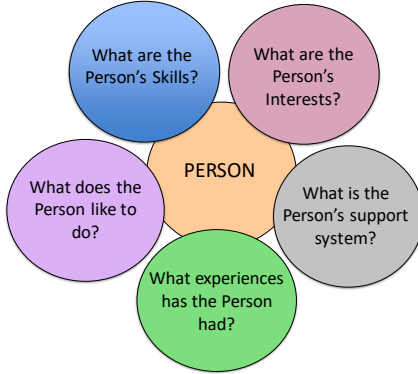 What are the
Person's Skills?
What are the
Person's
Interests?
PERSON
What does the
Person like to
do?
What is the
Person's support
system?
What experiences
has the Person
had?